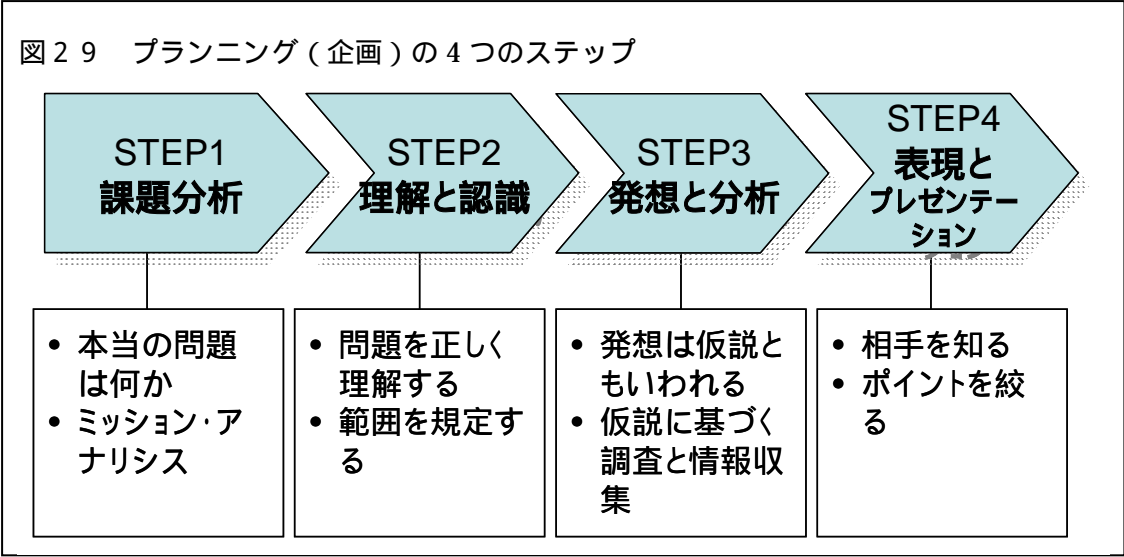 図２９　プランニング（企画）の４つのステップ
STEP1
課題分析
STEP2
理解と認識
STEP3
発想と分析
STEP4
表現と
プレゼンテー
ション
• 本当の問題
は何か
• ミッション・ア
ナリシス
• 問題を正しく
理解する
• 範囲を規定す
る
• 発想は仮説と
もいわれる
• 仮説に基づく
調査と情報収
集
• 相手を知る
• ポイントを絞
る